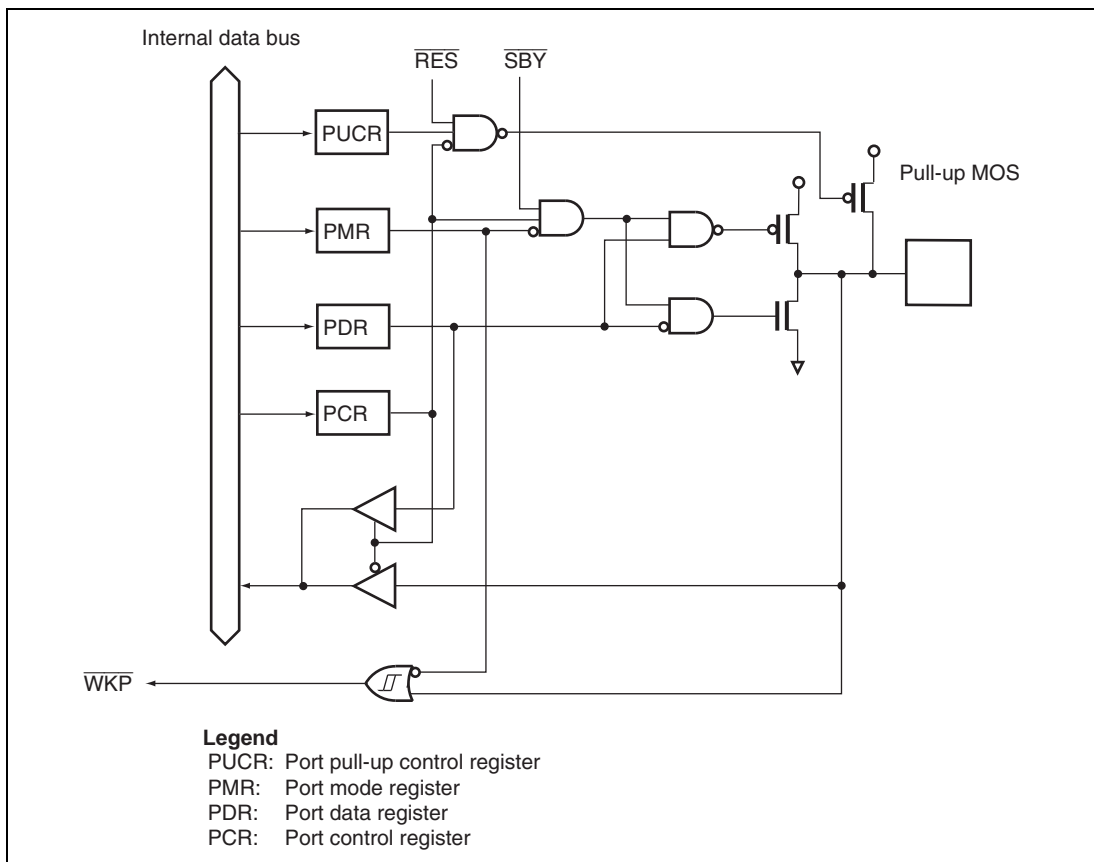 Internal data bus
RES
SBY
PUCR
Pull-up MOS
PMR
PDR
PCR
WKP
Legend
PUCR: Port pull-up control register
PMR: Port mode register
PDR: Port data register
PCR: Port control register